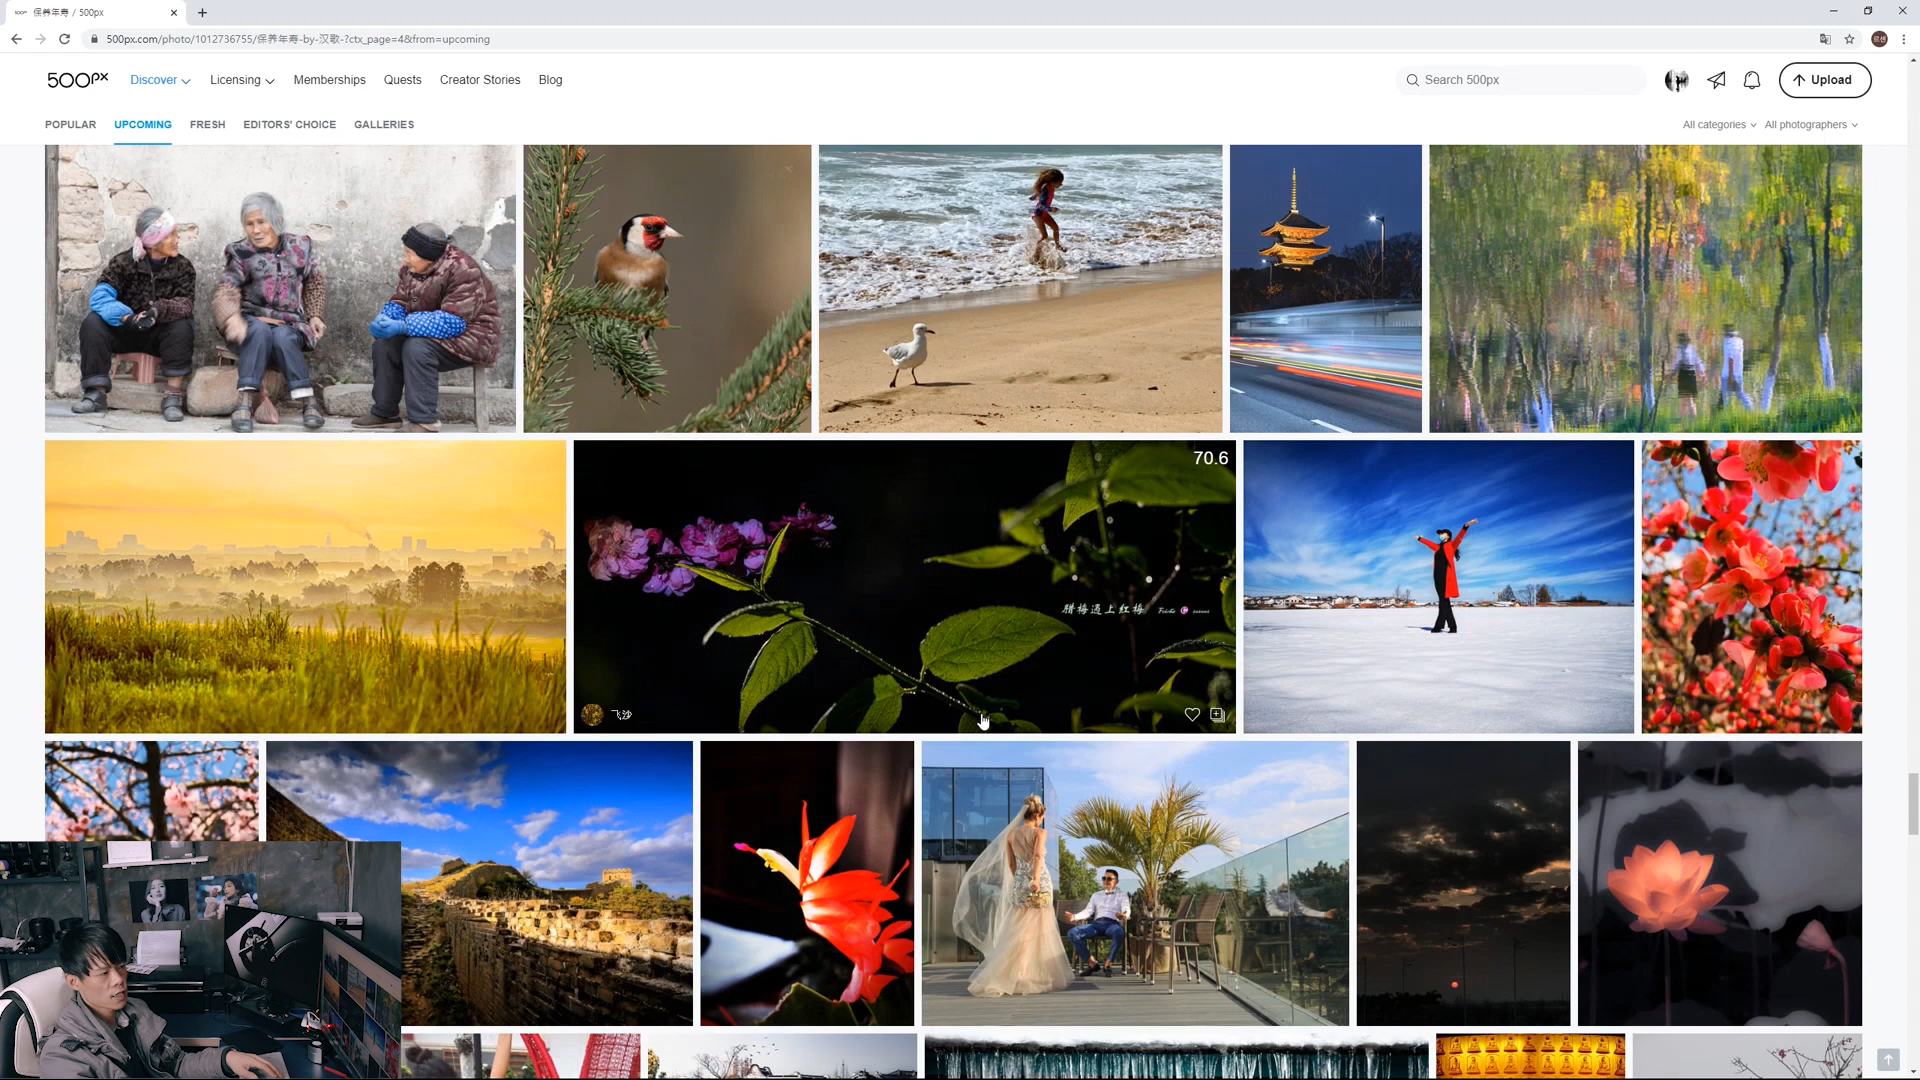 保养年寿 / 500px
500px.com/photo/1012736755/保养年寿-by-汉歌-?ctx_page=4&from=upcoming
500px Discover Licensing Memberships Quests Creator Stories Blog Search 500px Upload
POPULAR UPCOMING FRESH EDITORS' CHOICE GALLERIES All categories All photographers
70.6
腊梅遇上红梅
飞沙